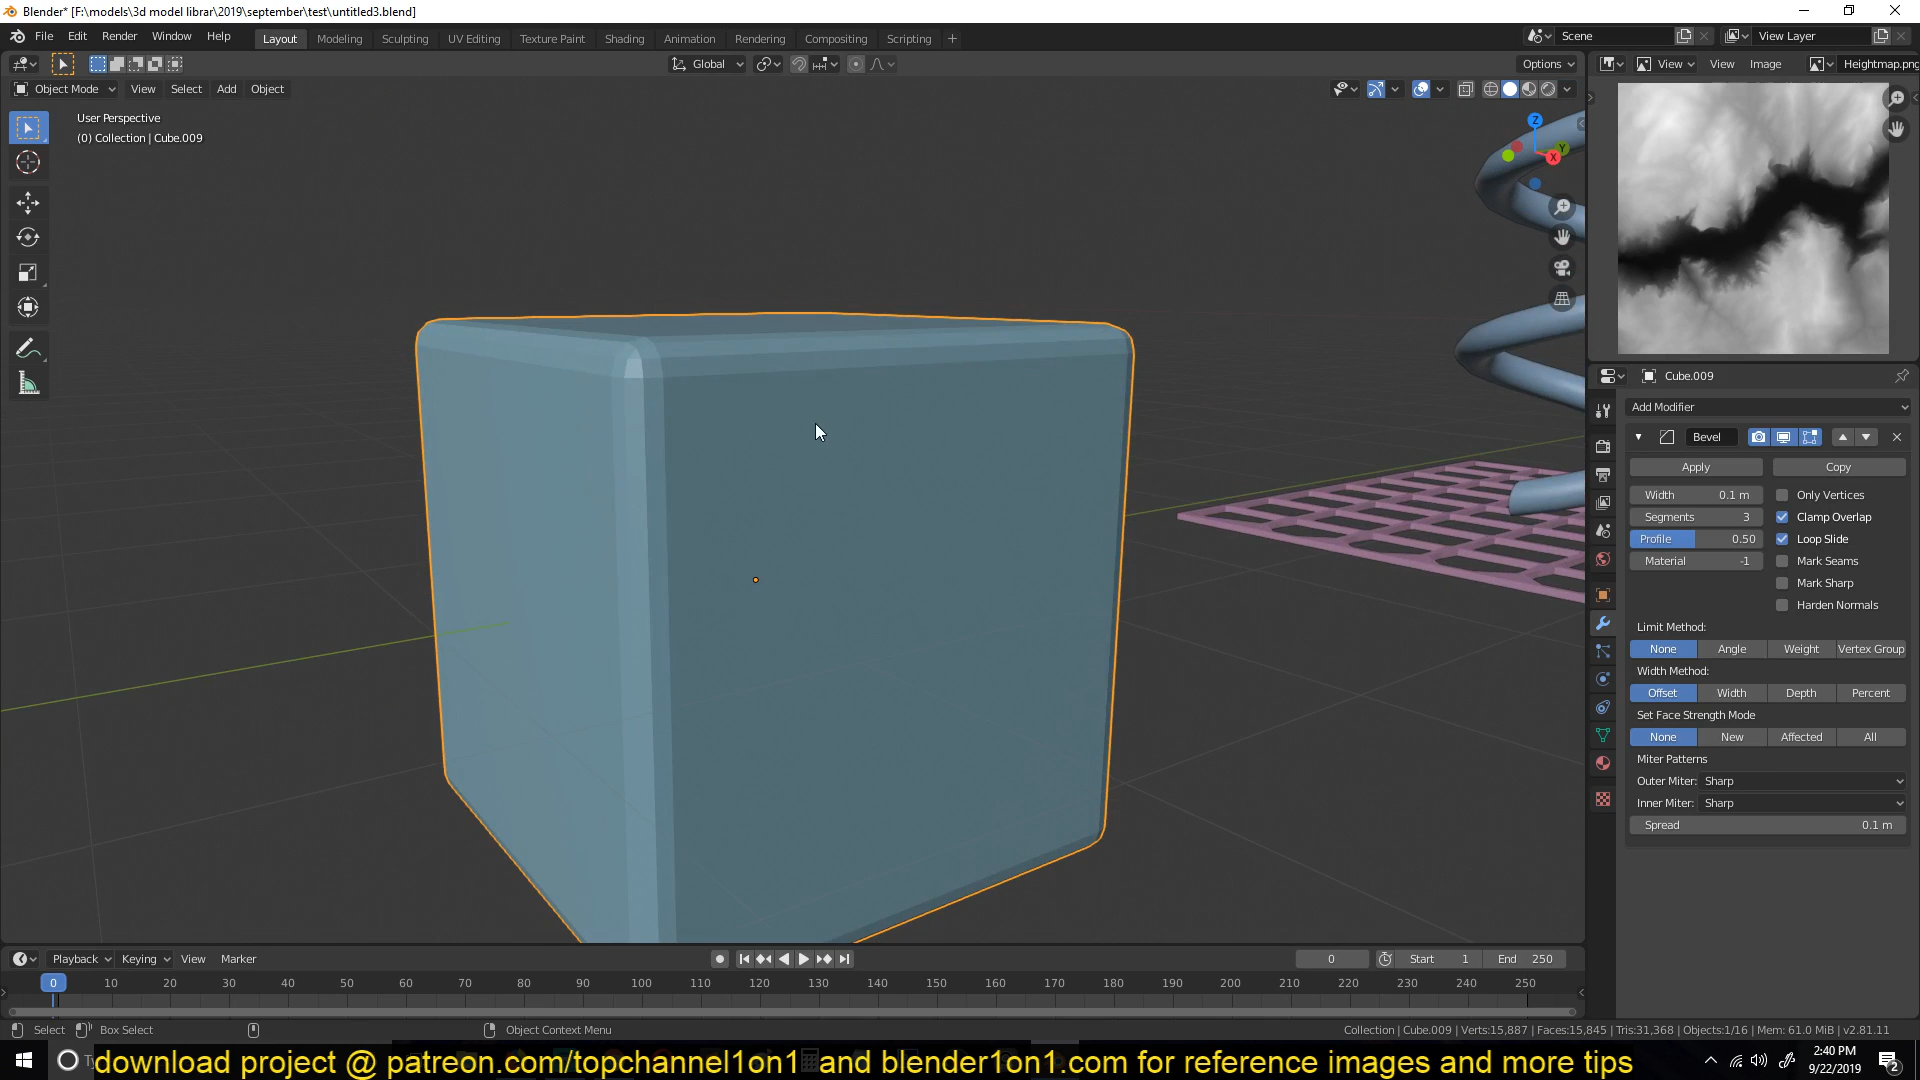 Blender* [F:\models\3d model librar\2019\september\test\untitled3.blend]
File Edit Render Window Help
Layout Modeling Sculpting UV Editing Texture Paint Shading Animation Rendering Compositing Scripting +
Scene
View Layer
Global
Options
View View Image Heightmap.png
Object Mode View Select Add Object
User Perspective
(0) Collection | Cube.009
Z
Y
X
Cube.009
Add Modifier
Bevel
Apply Copy
Width 0.1 m Only Vertices
Segments 3 Clamp Overlap
Profile 0.50 Loop Slide
Material -1 Mark Seams
Mark Sharp
Harden Normals
Limit Method:
None Angle Weight Vertex Group
Width Method:
Offset Width Depth Percent
Set Face Strength Mode
None New Affected All
Miter Patterns
Outer Miter: Sharp
Inner Miter: Sharp
Spread 0.1 m
Playback Keying View Marker
0 Start 1 End 250
0 10 20 30 40 50 60 70 80 90 100 110 120 130 140 150 160 170 180 190 200 210 220 230 240 250
Select Box Select Object Context Menu
Collection | Cube.009 | Verts:15,887 | Faces:15,845 | Tris:31,368 | Objects:1/16 | Mem: 61.0 MiB | v2.81.11
download project @ patreon.com/topchannel1on1 and blender1on1.com for reference images and more tips
2:40 PM
9/22/2019
2